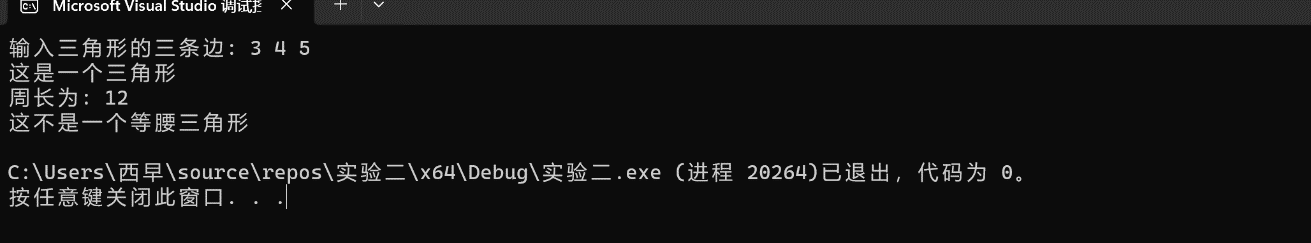 Microsoft Visual Studio 调试控
输入三角形的三条边: 3 4 5
这是一个三角形
周长为: 12
这不是一个等腰三角形
C:\Users\西早\source\repos\实验二\x64\Debug\实验二.exe (进程 20264)已退出，代码为 0。
按任意键关闭此窗口. . .